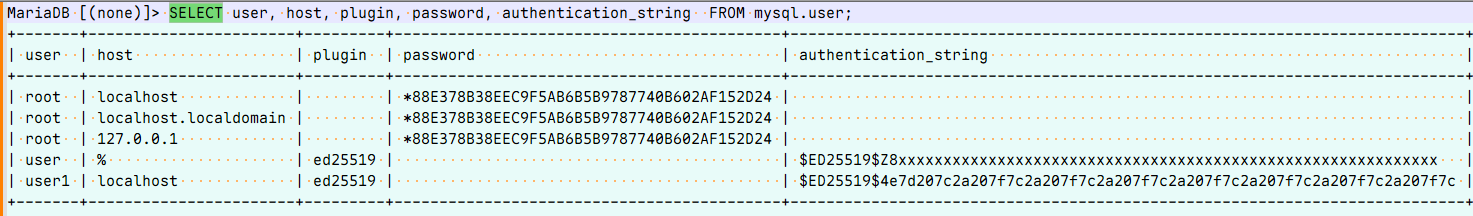 MariaDB [(none)]> SELECT user, host, plugin, password, authentication_string FROM mysql.user;
+-------+-----------------------+---------+-------------------------------------------+---------------------------------------------------------------------------+
| user | host | plugin | password | authentication_string |
+-------+-----------------------+---------+-------------------------------------------+---------------------------------------------------------------------------+
| root | localhost | | *88E378B38EEC9F5AB6B5B9787740B602AF152D24 | |
| root | localhost.localdomain | | *88E378B38EEC9F5AB6B5B9787740B602AF152D24 | |
| root | 127.0.0.1 | | *88E378B38EEC9F5AB6B5B9787740B602AF152D24 | |
| user | % | ed25519 | | $ED25519$Z8xxxxxxxxxxxxxxxxxxxxxxxxxxxxxxxxxxxxxxxxxxxxxxxxxxxxxxxxxxxx |
| user1 | localhost | ed25519 | | $ED25519$4e7d207c2a207f7c2a207f7c2a207f7c2a207f7c2a207f7c2a207f7c2a207f7c |
+-------+-----------------------+---------+-------------------------------------------+---------------------------------------------------------------------------+